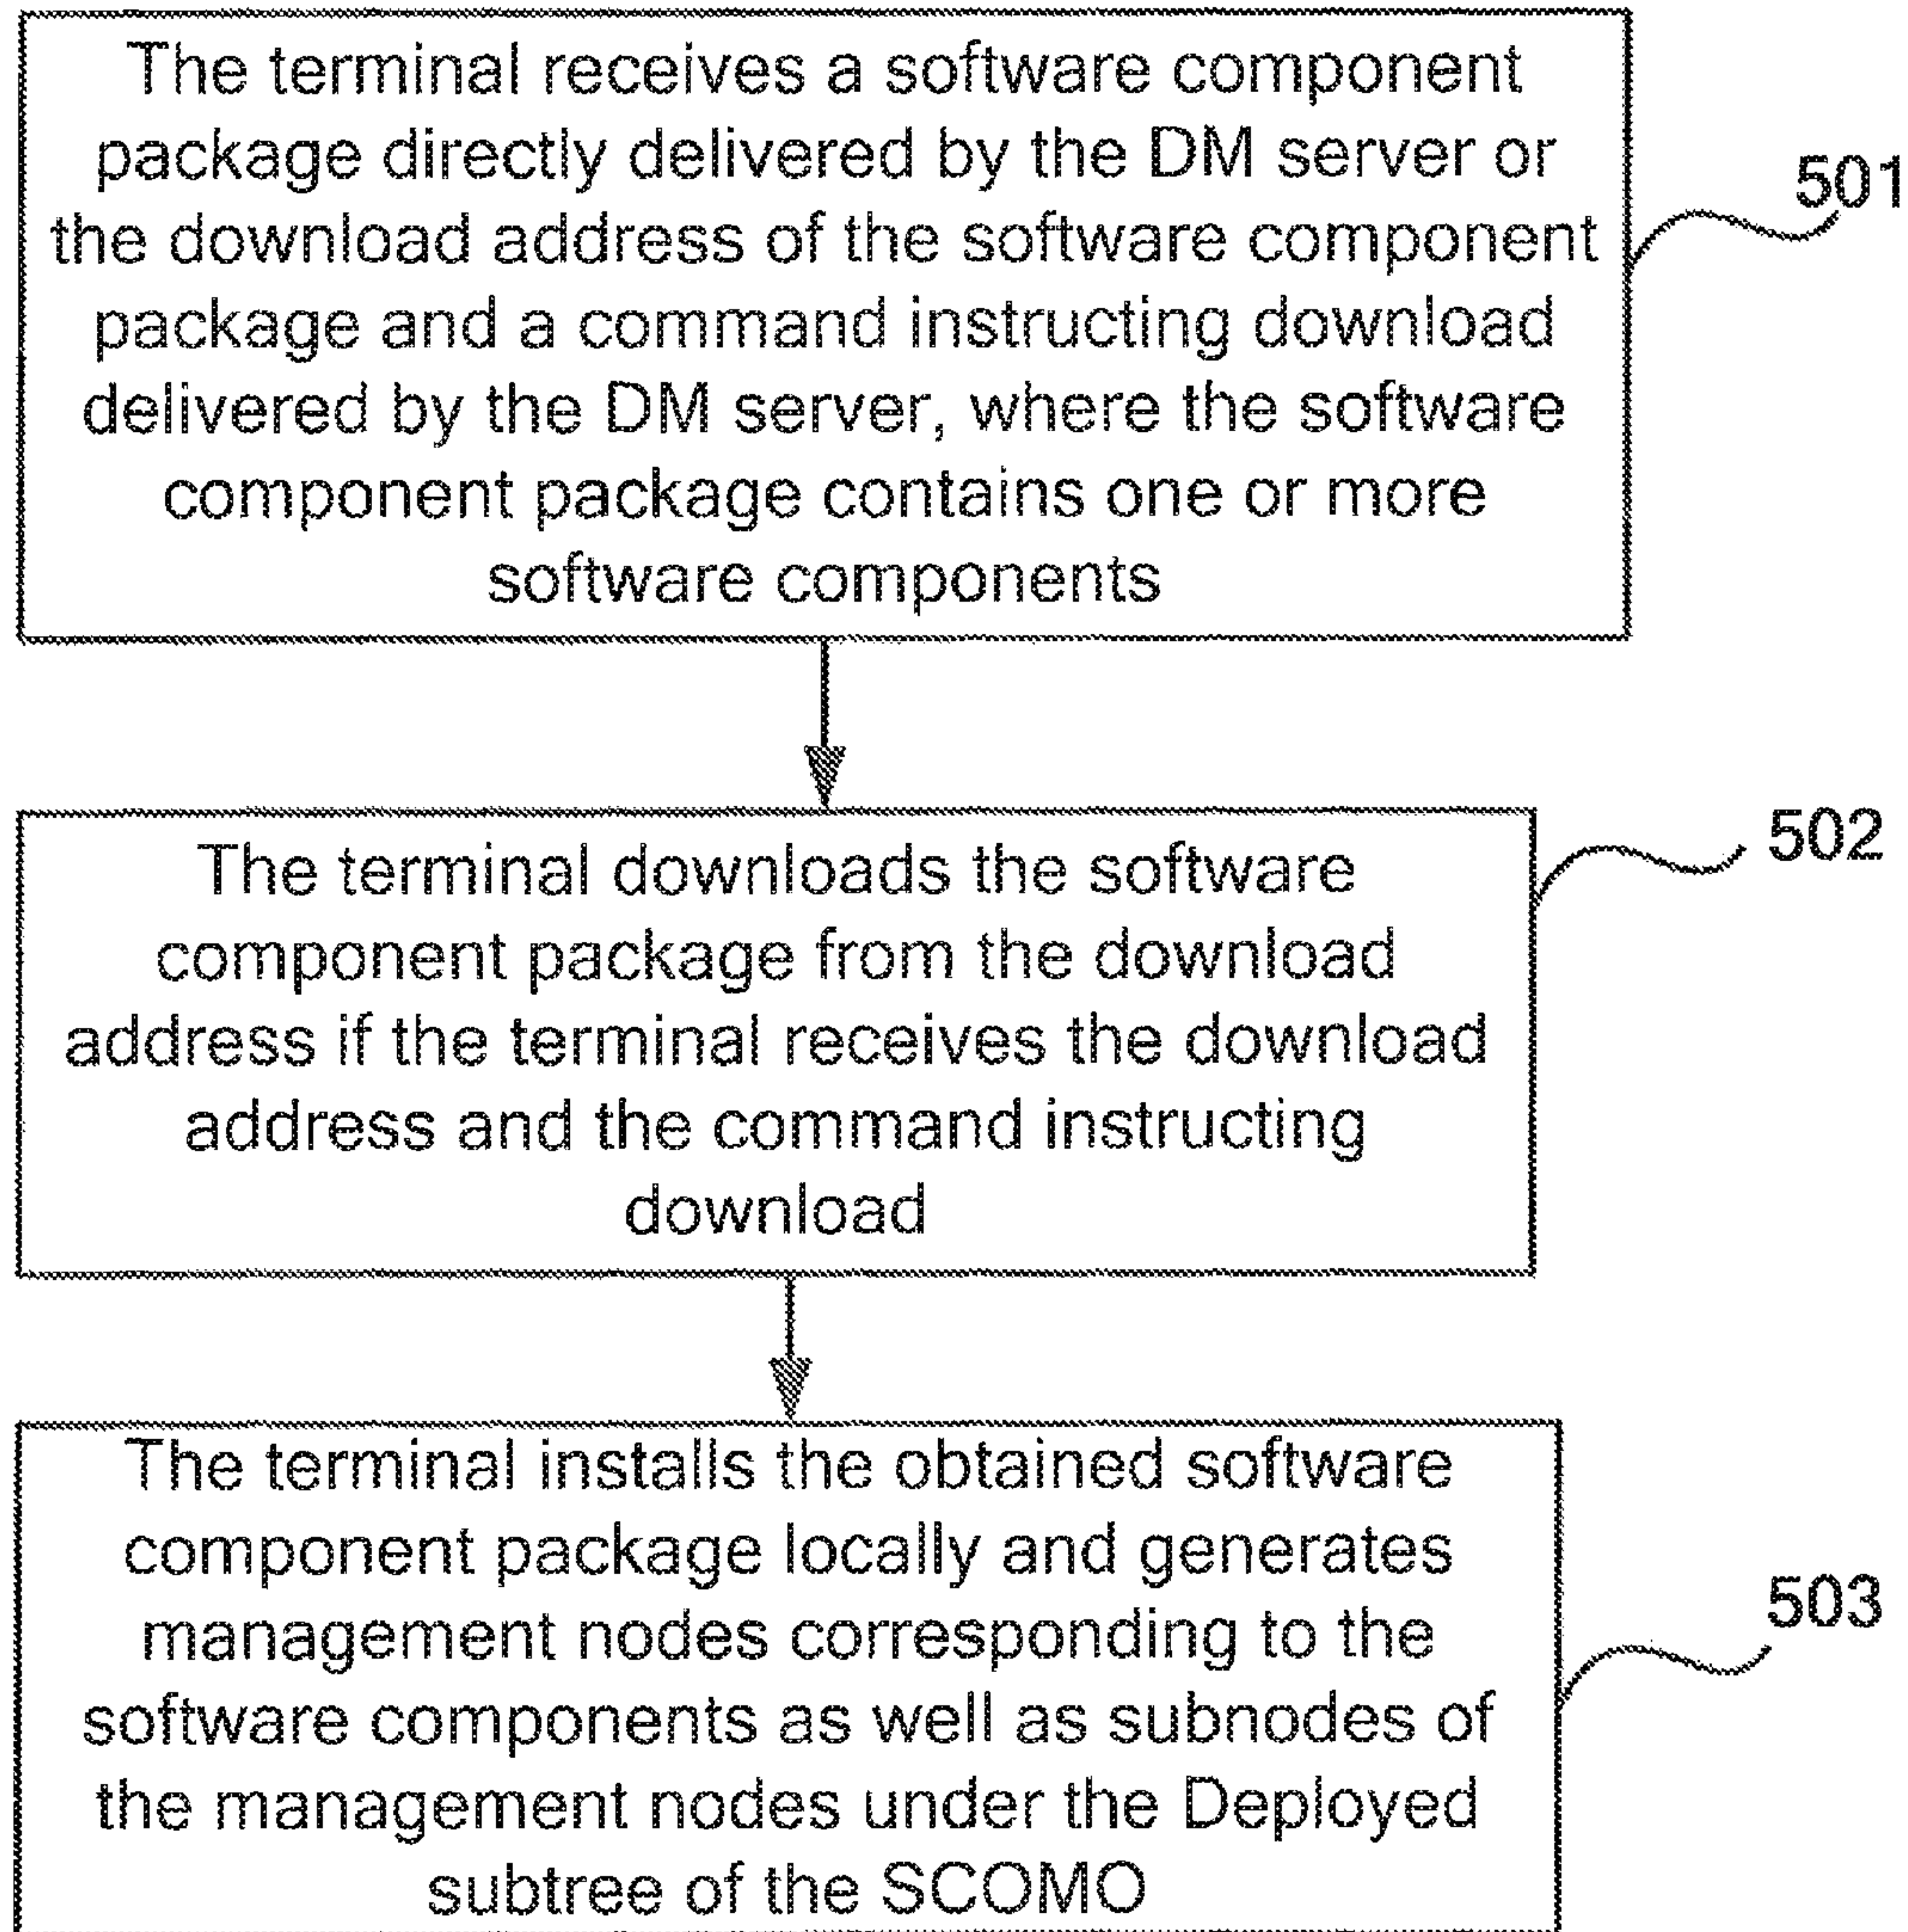 The terminal receives a software component
package directly delivered by the DM server or
the download address of the software component
package and a command instructing download
delivered by the DM server, where the software
component package contains one or more
software components
501
The terminal downloads the software
component package from the download
address if the terminal receives the download
address and the command instructing
download
502
The terminal installs the obtained software
component package locally and generates
management nodes corresponding to the
software components as well as subnodes of
the management nodes under the Deployed
subtree of the SCOMO
503